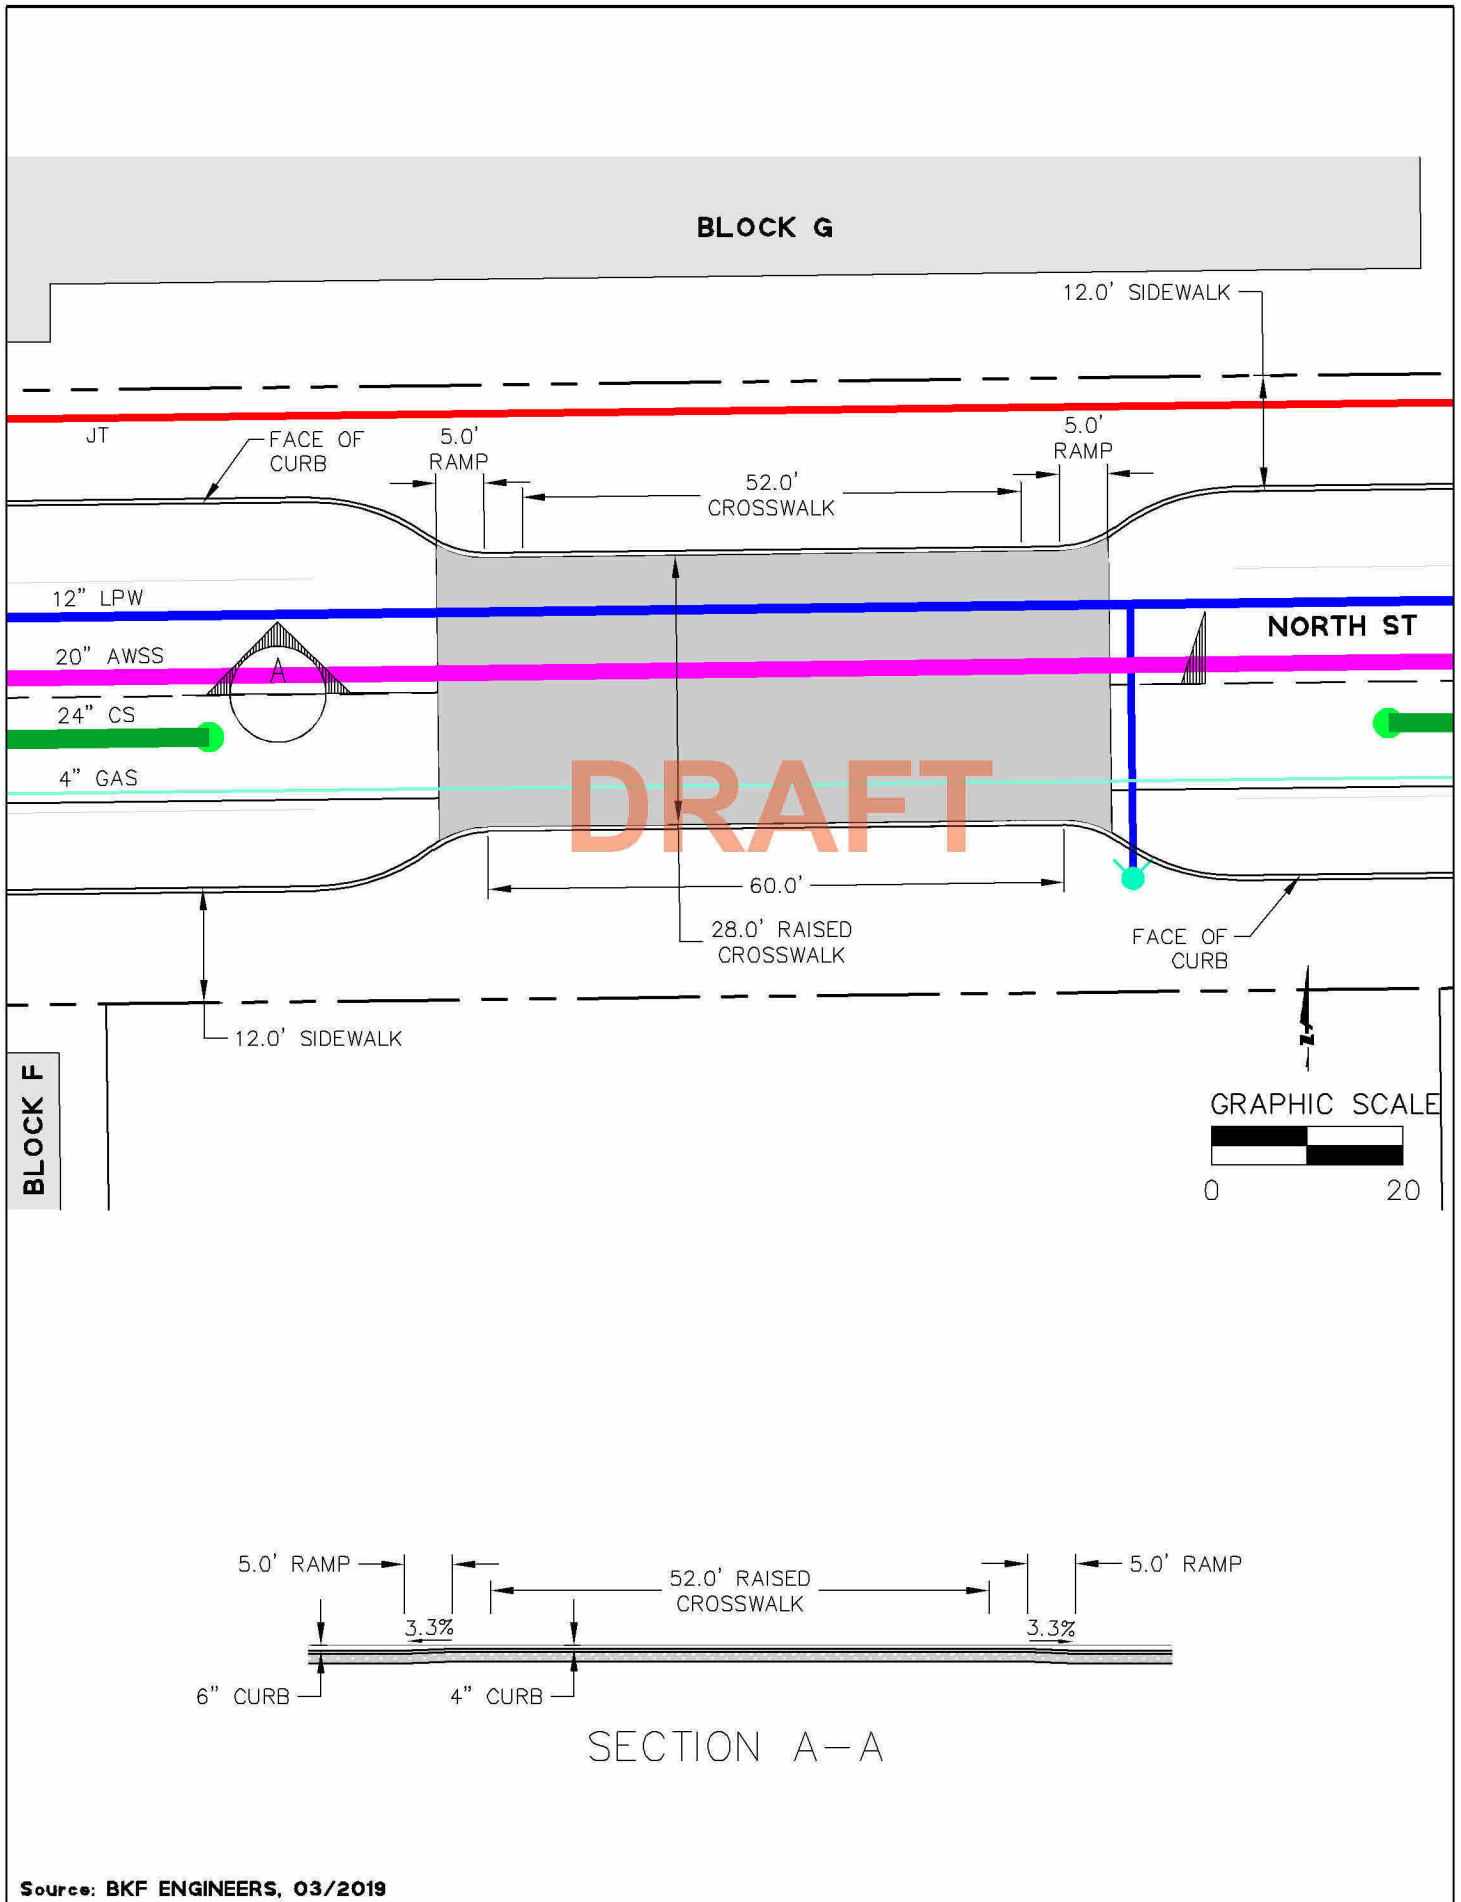 BLOCK G
12.0' SIDEWALK
JT
FACE OF
CURB
5.0'
RAMP
52.0'
CROSSWALK
5.0'
RAMP
12" LPW
NORTH ST
20" AWSS
A
24" CS
4" GAS
DRAFT
60.0'
28.0' RAISED
CROSSWALK
FACE OF
CURB
12.0' SIDEWALK
BLOCK F
Z
GRAPHIC SCALE
0 20
5.0' RAMP
52.0' RAISED
CROSSWALK
5.0' RAMP
3.3%
3.3%
6" CURB
4" CURB
SECTION A-A
Source: BKF ENGINEERS, 03/2019